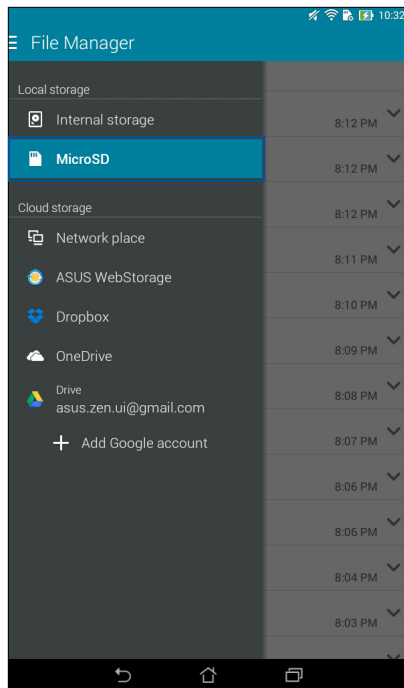 10:32
File Manager
Local storage
Internal storage
8:12 PM
MicroSD
8:12 PM
Cloud storage
8:12 PM
Network place
8:11 PM
ASUS WebStorage
8:10 PM
Dropbox
8:09 PM
OneDrive
Drive
8:08 PM
asus.zen.ui@gmail.com
Add Google account
8:07 PM
8:06 PM
8:06 PM
8:04 PM
8:03 PM